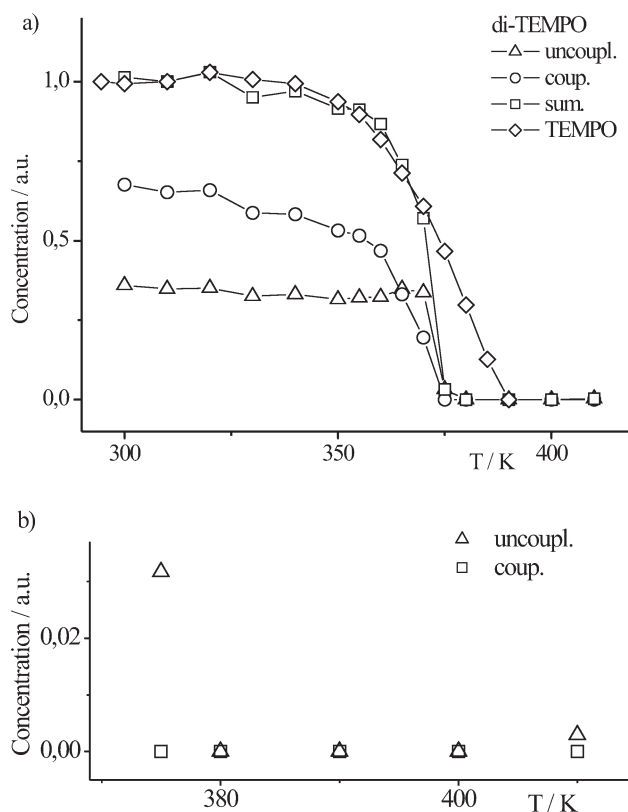 a)
di-TEMPO
uncoupl.
coup.
sum.
TEMPO
1,0
0,5
0,0
Concentration / a.u.
300
350
400
T / K
b)
uncoupl.
coup.
0,02
0,00
Concentration / a.u.
380
400
T / K